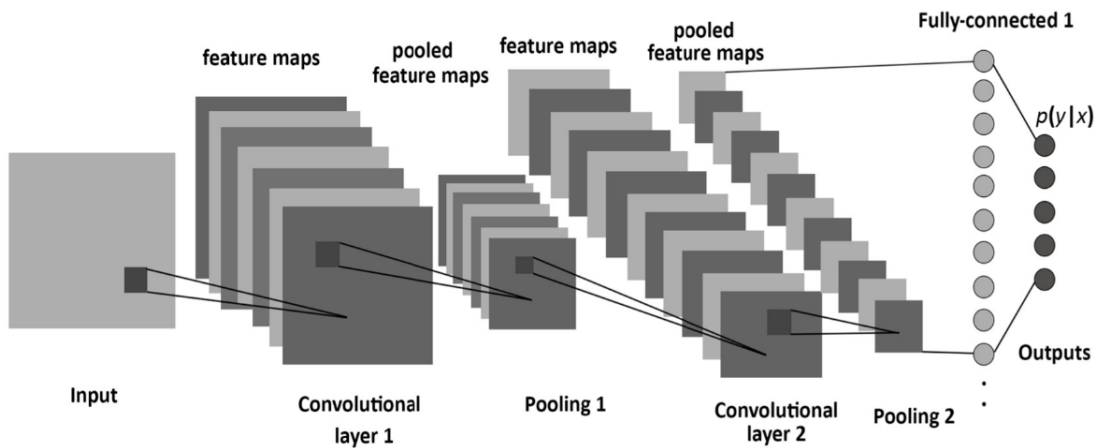 Fully-connected 1
feature maps
pooled
feature maps
feature maps
pooled
feature maps
p(y|x)
Input
Convolutional
layer 1
Pooling 1
Convolutional
layer 2
Pooling 2
Outputs